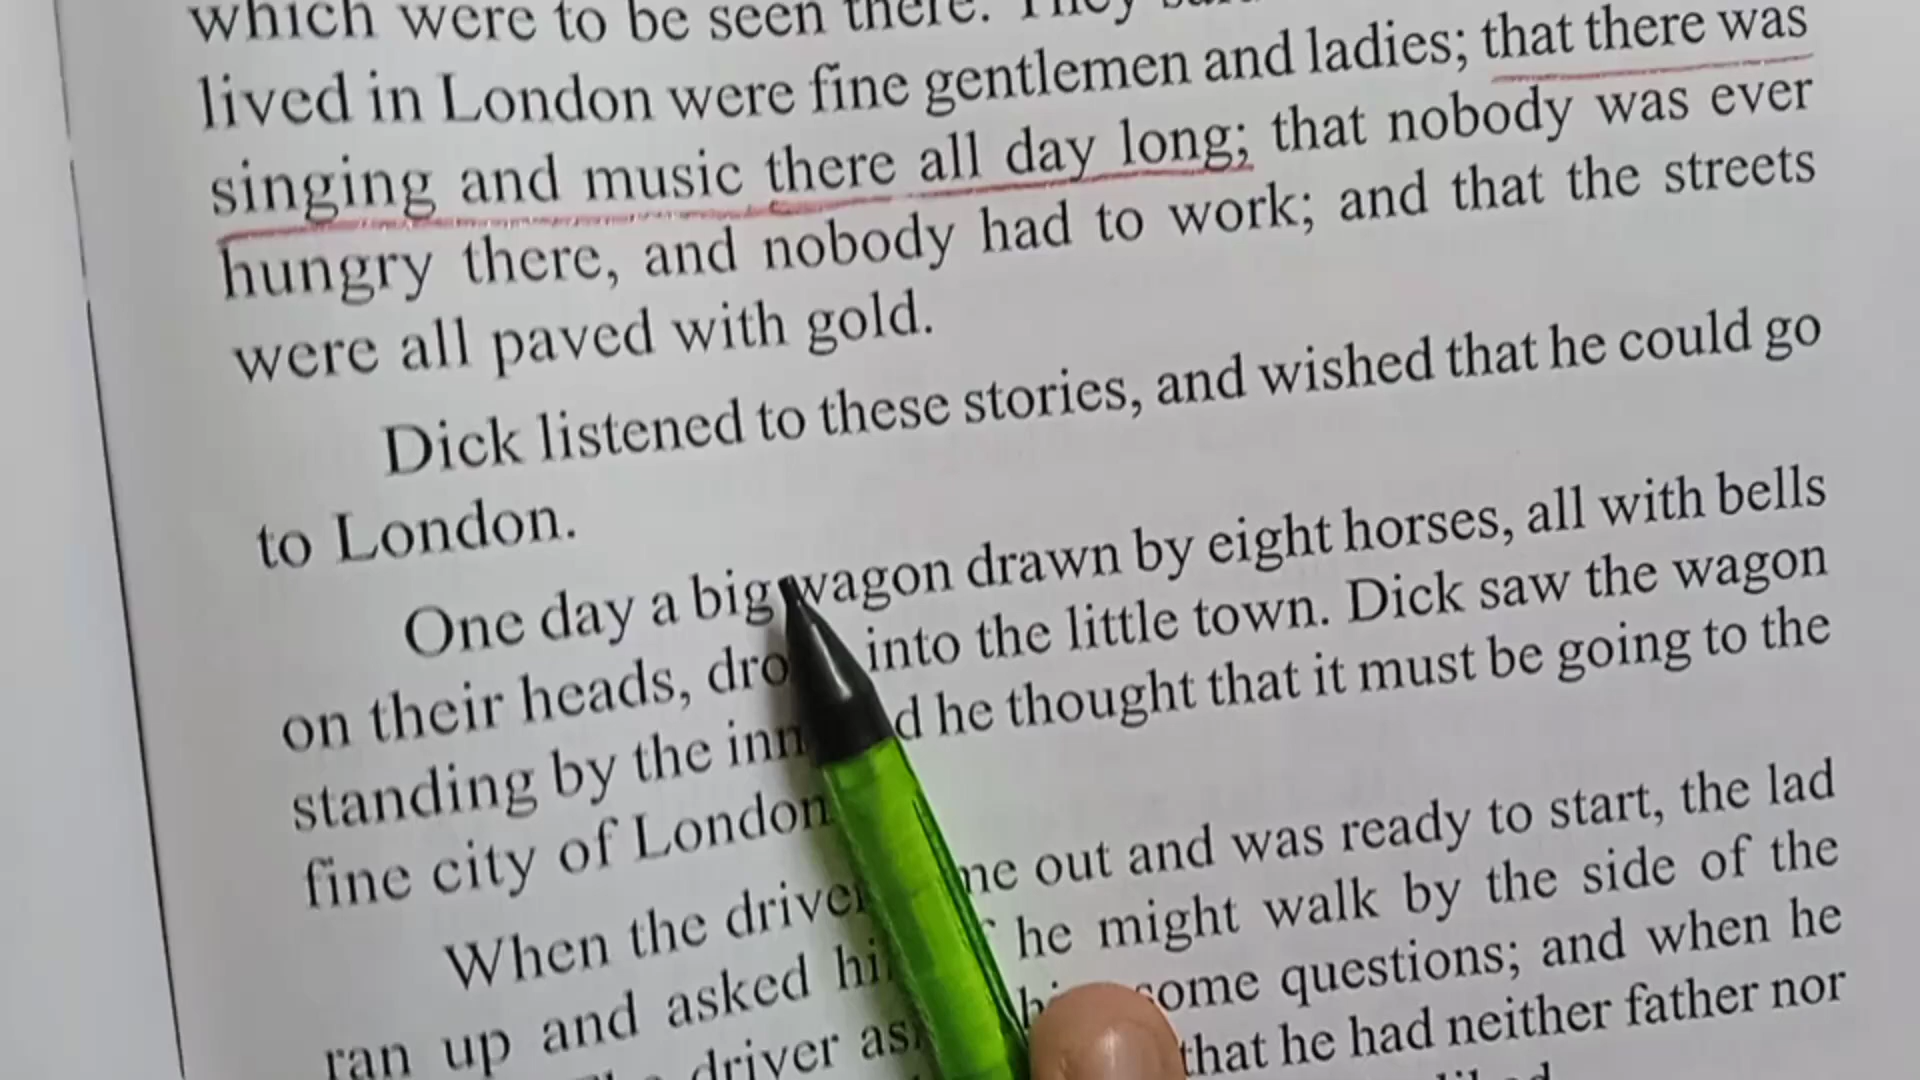 which were to be seen there. They
lived in London were fine gentlemen and ladies; that there was
singing and music there all day long; that nobody was ever
hungry there, and nobody had to work; and that the streets
were all paved with gold.
Dick listened to these stories, and wished that he could go
to London.
One day a big wagon drawn by eight horses, all with bells
on their heads, dro into the little town. Dick saw the wagon
standing by the inn d he thought that it must be going to the
fine city of London
When the driver me out and was ready to start, the lad
ran up and asked hi he might walk by the side of the
driver as some questions; and when he
that he had neither father nor